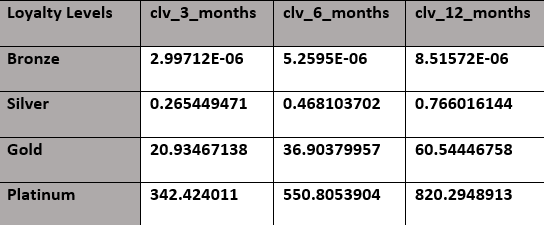 Loyalty Levels clv_3_months clv_6_months clv_12_months
Bronze 2.99712E-06 5.2595E-06 8.51572E-06
Silver 0.265449471 0.468103702 0.766016144
Gold 20.93467138 36.90379957 60.54446758
Platinum 342.424011 550.8053904 820.2948913